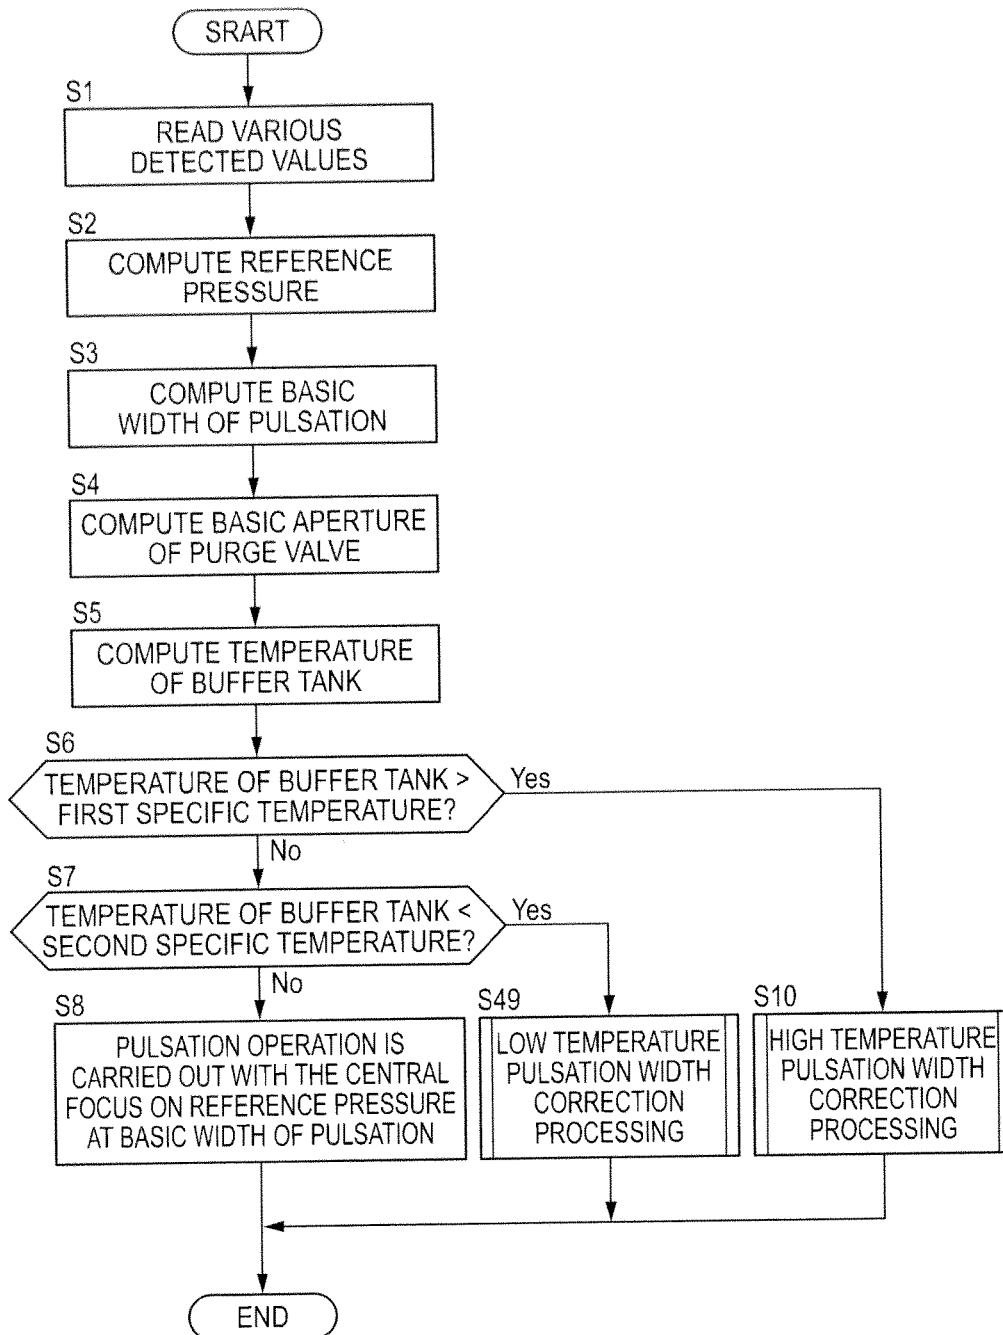 SRART
S1
READ VARIOUS
DETECTED VALUES
S2
COMPUTE REFERENCE
PRESSURE
S3
COMPUTE BASIC
WIDTH OF PULSATION
S4
COMPUTE BASIC APERTURE
OF PURGE VALVE
S5
COMPUTE TEMPERATURE
OF BUFFER TANK
S6
TEMPERATURE OF BUFFER TANK >
FIRST SPECIFIC TEMPERATURE?
Yes
No
S7
TEMPERATURE OF BUFFER TANK <
SECOND SPECIFIC TEMPERATURE?
Yes
No
S8
PULSATION OPERATION IS
CARRIED OUT WITH THE CENTRAL
FOCUS ON REFERENCE PRESSURE
AT BASIC WIDTH OF PULSATION
S49
LOW TEMPERATURE
PULSATION WIDTH
CORRECTION
PROCESSING
S10
HIGH TEMPERATURE
PULSATION WIDTH
CORRECTION
PROCESSING
END